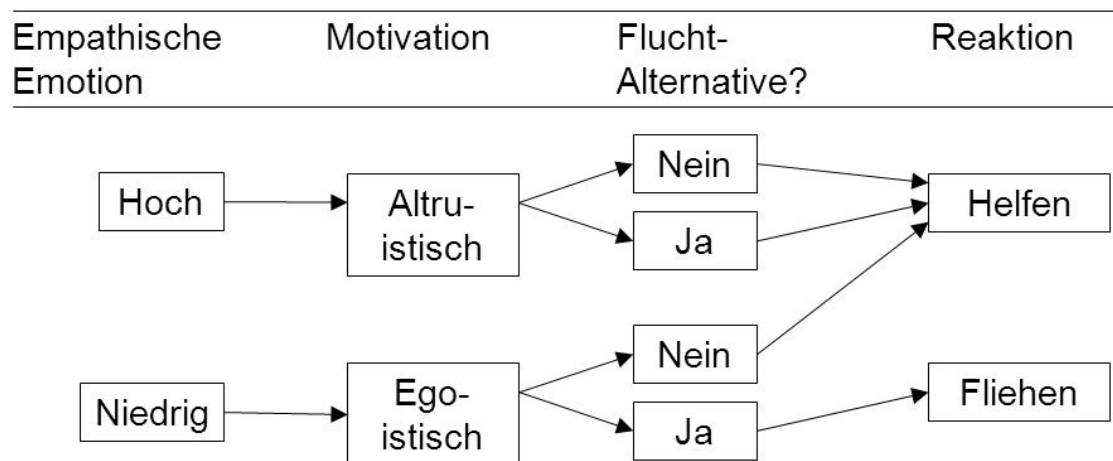 Empathische Emotion
Motivation
Flucht-
Alternative?
Reaktion
Hoch
Altru-
istisch
Nein
Ja
Helfen
Niedrig
Ego-
istisch
Nein
Ja
Fliehen